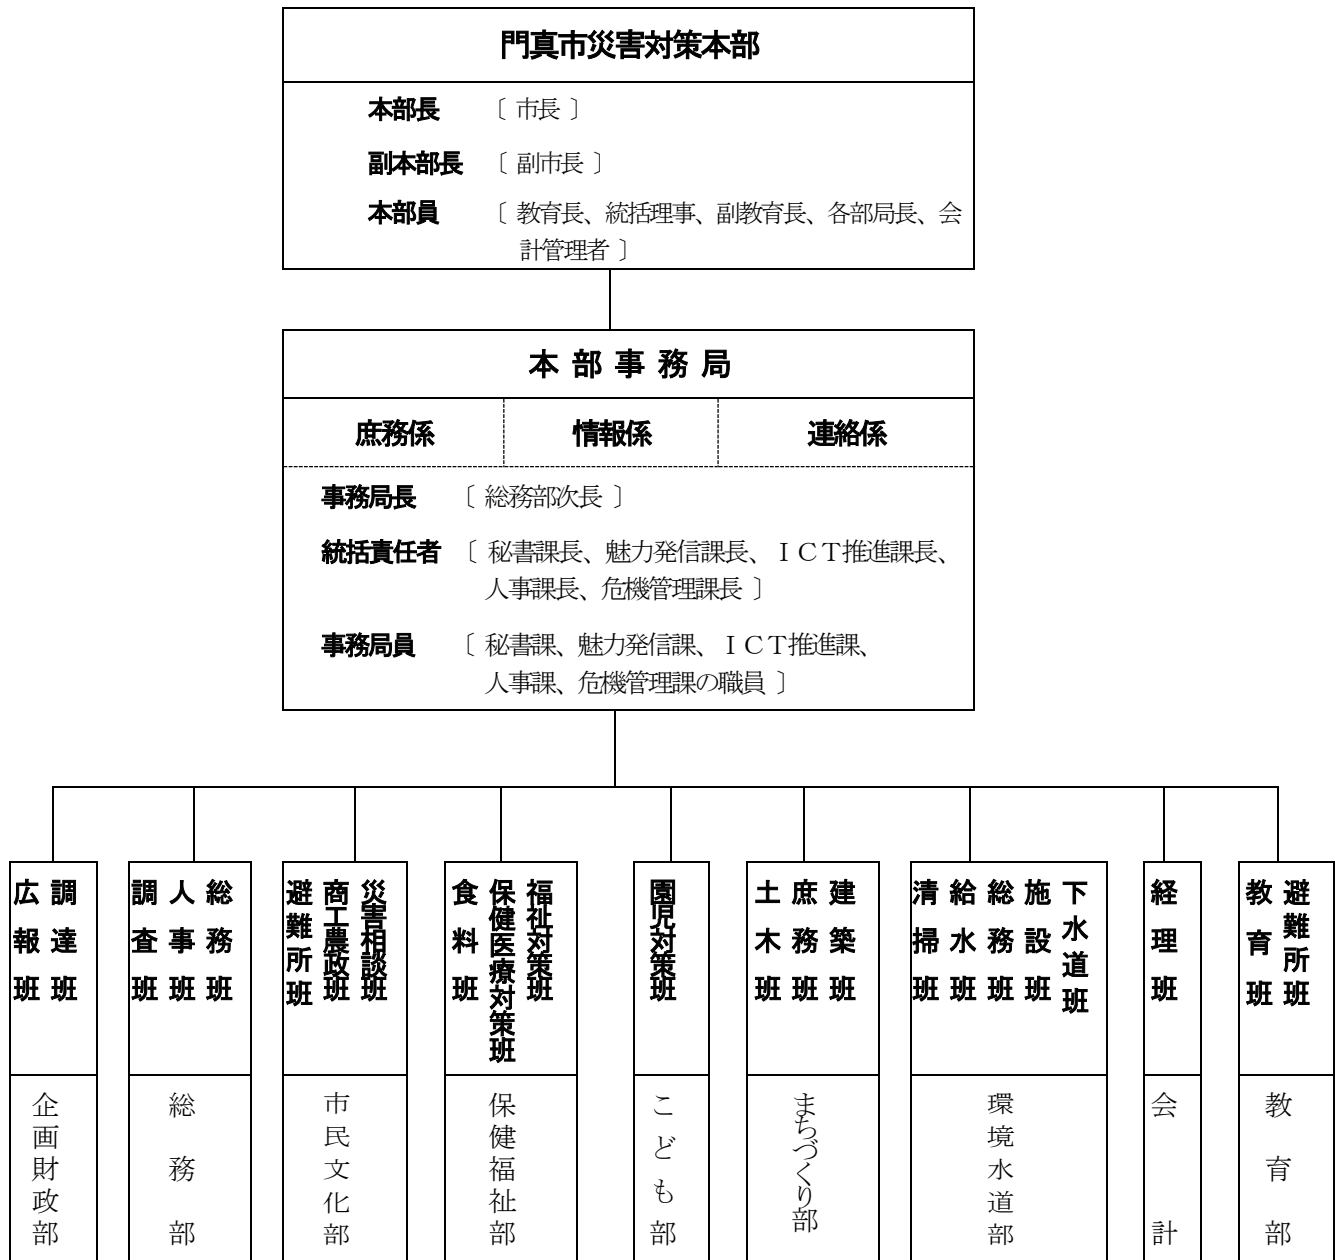 門真市災害対策本部
本部長 〔 市長 〕
副本部長 〔 副市長 〕
本部員 〔 教育長、統括理事、副教育長、各部局長、会
計管理者 〕
本部事務局
庶務係 情報係 連絡係
事務局長 〔 総務部次長 〕
統括責任者 〔 秘書課長、魅力発信課長、ＩＣＴ推進課長、
人事課長、危機管理課長 〕
事務局員 〔 秘書課、魅力発信課、ＩＣＴ推進課、
人事課、危機管理課の職員 〕
調達班
広報班
企画財政部
総務班
人事班
調査班
総務部
災害相談班
商工農政班
避難所班
市民文化部
福祉対策班
保健医療対策班
食料班
保健福祉部
園児対策班
こども部
建築班
庶務班
土木班
まちづくり部
下水道班
施設班
総務班
給水班
清掃班
環境水道部
経理班
会計
避難所班
教育班
教育部